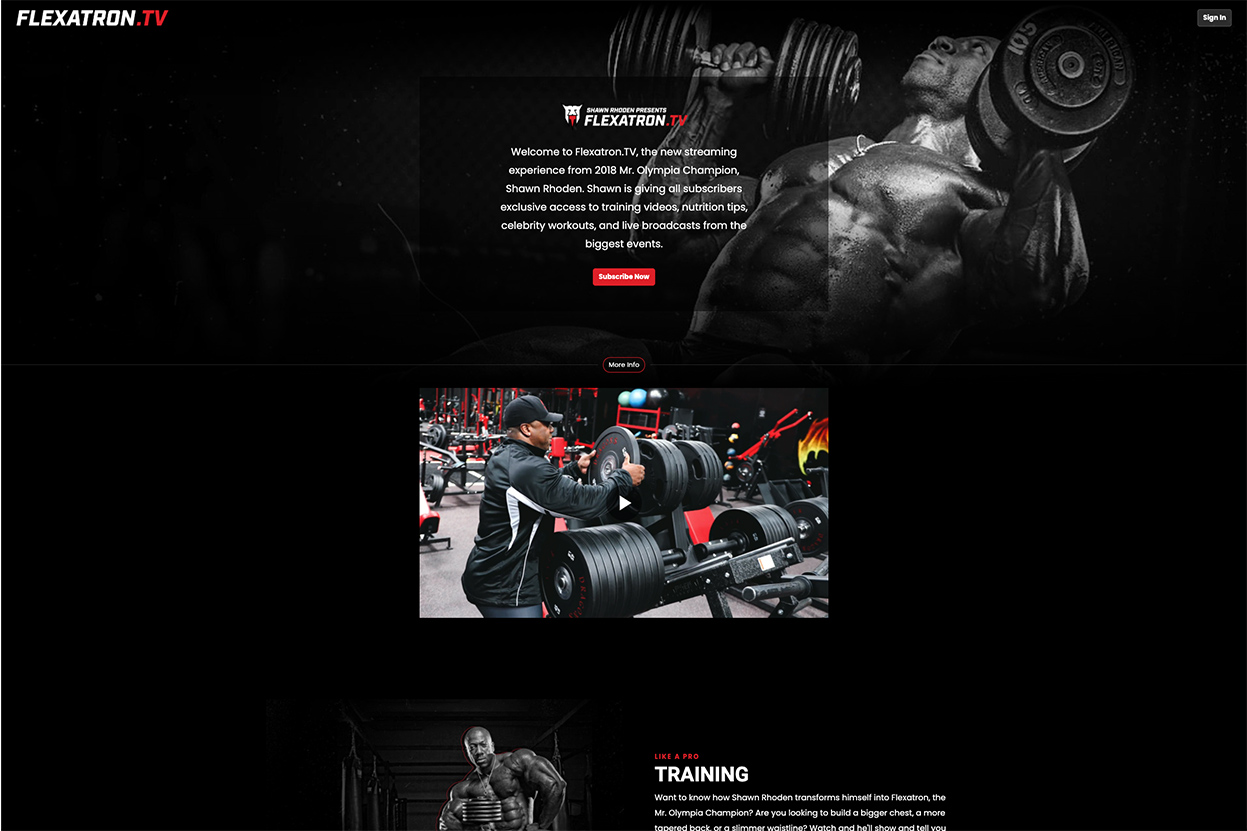 FLEXATRON.TV
Sign In
105
SHAWN RHODEN PRESENTS
FLEXATRON.TV
Welcome to Flexatron.TV, the new streaming
experience from 2018 Mr. Olympia Champion,
Shawn Rhoden. Shawn is giving all subscribers
exclusive access to training videos, nutrition tips,
celebrity workouts, and live broadcasts from the
biggest events.
Subscribe Now
More Info
LIKE A PRO
TRAINING
Want to know how Shawn Rhoden transforms himself into Flexatron, the
Mr. Olympia Champion? Are you looking to build a bigger chest, a more
tapered back, or a slimmer waistline? Watch and he'll show and tell you